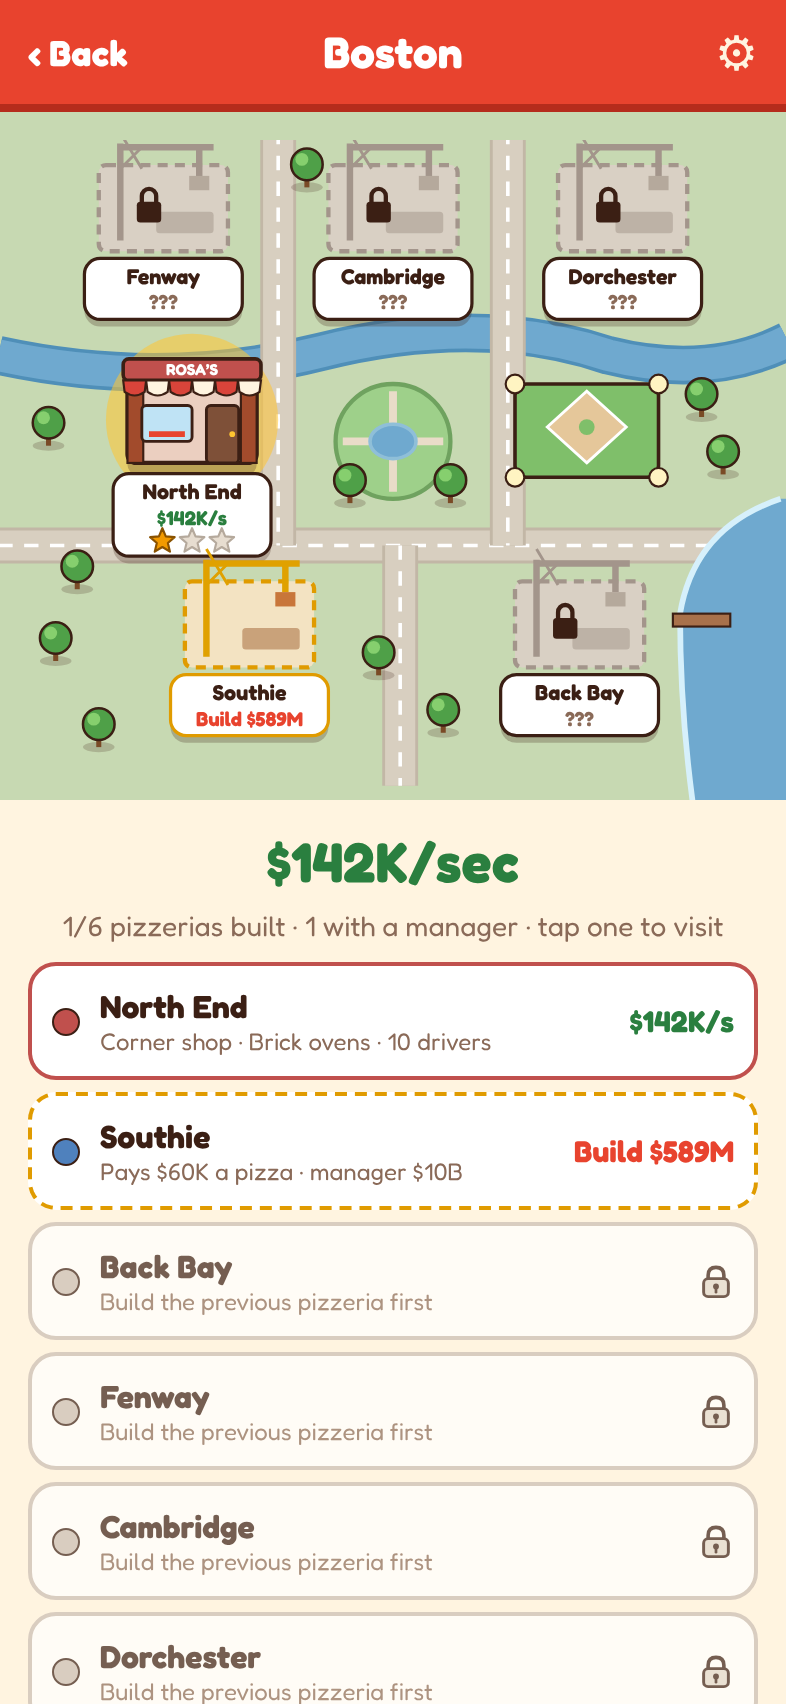 ‹ Back
Boston
Fenway
???
Cambridge
???
Dorchester
???
ROSA'S
North End
$142K/s
Southie
Build $589M
Back Bay
???
$142K/sec
1/6 pizzerias built · 1 with a manager · tap one to visit
North End
$142K/s
Corner shop · Brick ovens · 10 drivers
Southie
Build $589M
Pays $60K a pizza · manager $10B
Back Bay
Build the previous pizzeria first
Fenway
Build the previous pizzeria first
Cambridge
Build the previous pizzeria first
Dorchester
Build the previous pizzeria first